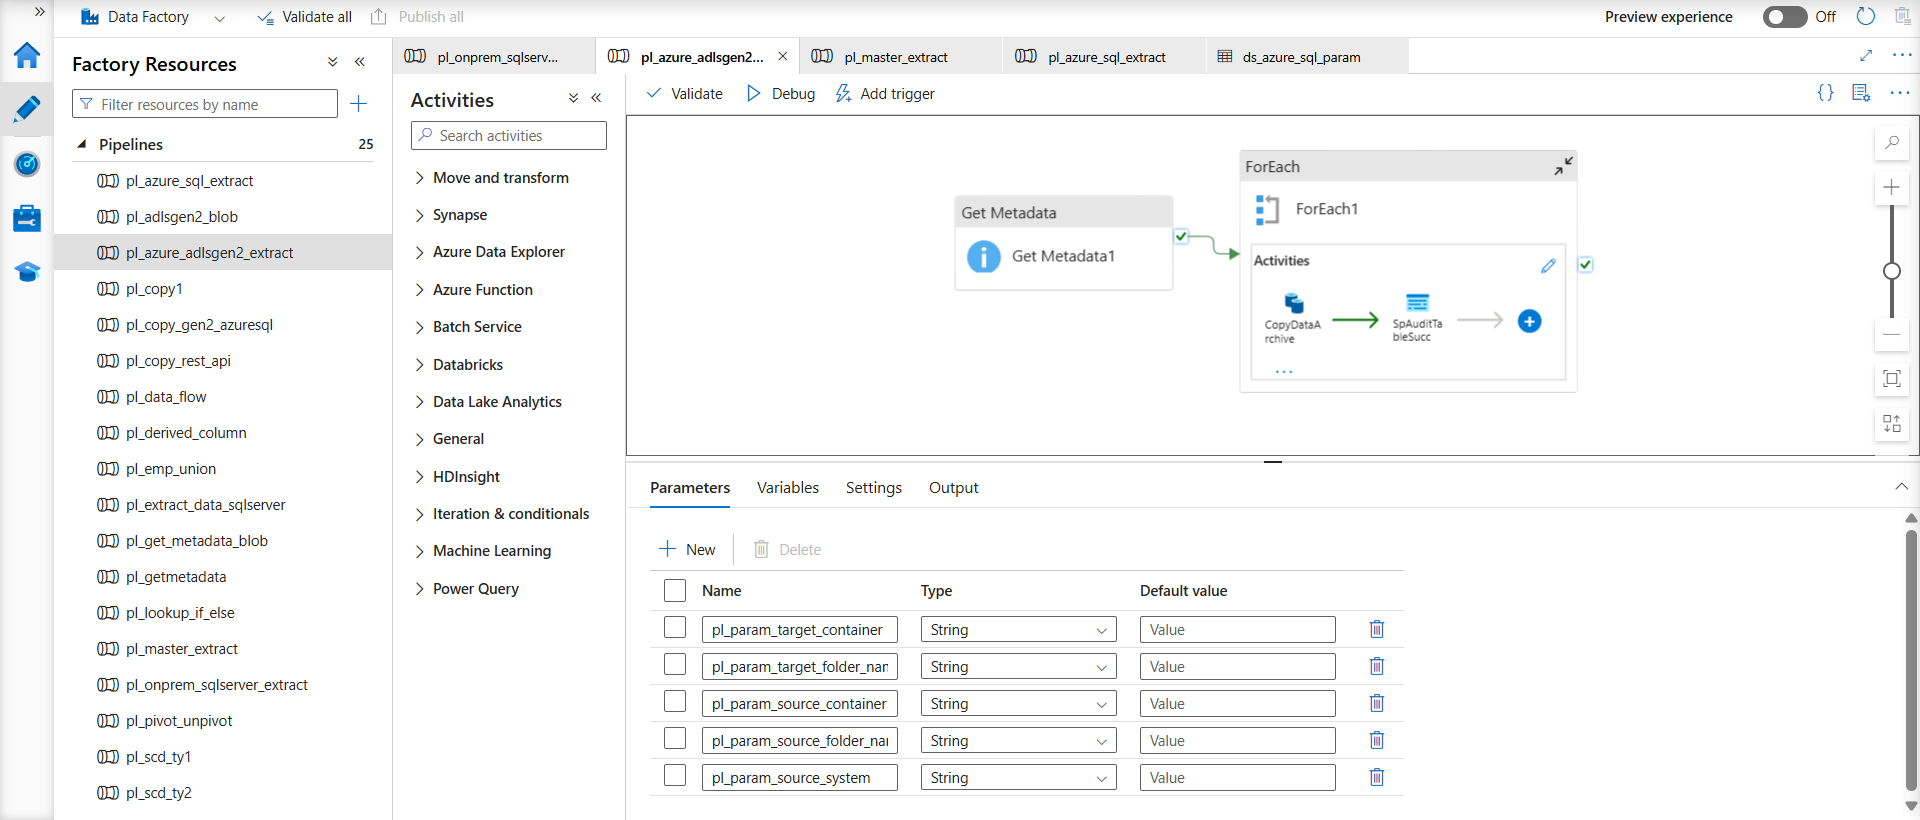 Data Factory
Validate all
Publish all
Preview experience
Off
Factory Resources
Filter resources by name
Pipelines 25
pl_azure_sql_extract
pl_adlsgen2_blob
pl_azure_adlsgen2_extract
pl_copy1
pl_copy_gen2_azuresql
pl_copy_rest_api
pl_data_flow
pl_derived_column
pl_emp_union
pl_extract_data_sqlserver
pl_get_metadata_blob
pl_getmetadata
pl_lookup_if_else
pl_master_extract
pl_onprem_sqlserver_extract
pl_pivot_unpivot
pl_scd_ty1
pl_scd_ty2
pl_onprem_sqlserv...
pl_azure_adlsgen2...
pl_master_extract
pl_azure_sql_extract
ds_azure_sql_param
Activities
Search activities
Move and transform
Synapse
Azure Data Explorer
Azure Function
Batch Service
Databricks
Data Lake Analytics
General
HDInsight
Iteration & conditionals
Machine Learning
Power Query
Validate
Debug
Add trigger
Get Metadata
Get Metadata1
ForEach
ForEach1
Activities
CopyDataA
rchive
SpAuditTa
bleSucc
...
Parameters
Variables
Settings
Output
New
Delete
Name Type Default value
pl_param_target_container String Value
pl_param_target_folder_nar String Value
pl_param_source_container String Value
pl_param_source_folder_nar String Value
pl_param_source_system String Value